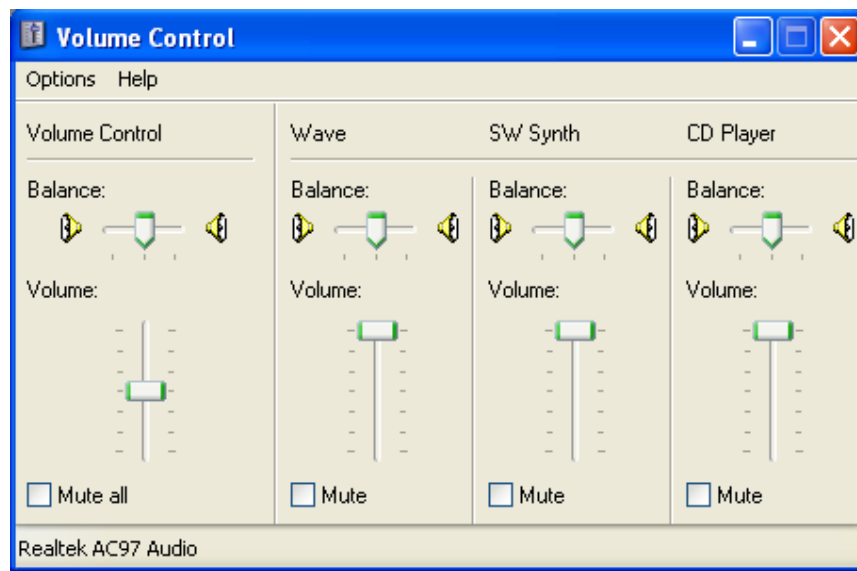 Volume Control
Options Help
Volume Control Wave SW Synth CD Player
Balance: Balance: Balance: Balance:
Volume: Volume: Volume: Volume:
Mute all Mute Mute Mute
Realtek AC97 Audio